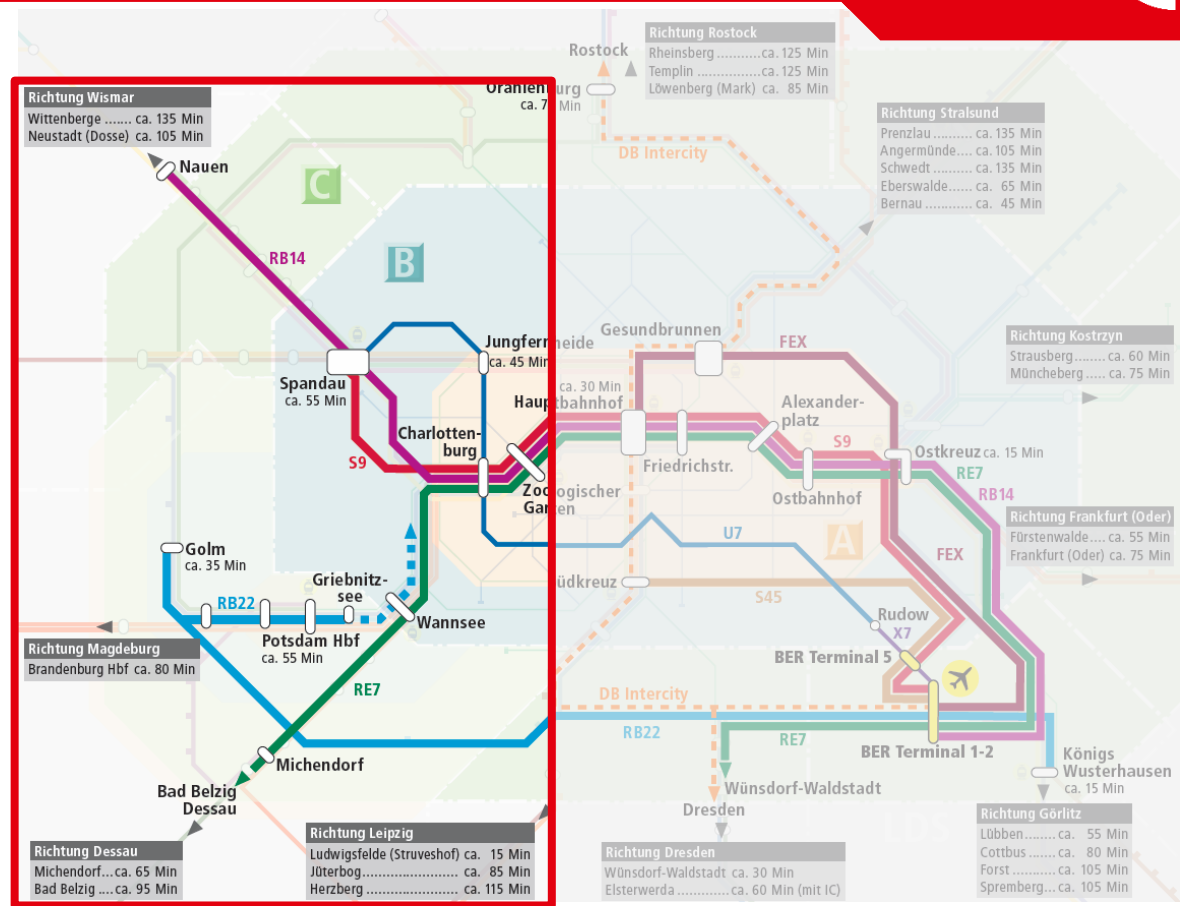 Richtung Rostock
Rheinsberg ...........ca. 125 Min
Templin ................ca. 125 Min
Löwenberg (Mark) ca. 85 Min
Rostock
Oranienburg
Richtung Wismar
Wittenberge ....... ca. 135 Min
Neustadt (Dosse) ca. 105 Min
Richtung Stralsund
Prenzlau .......... ca. 135 Min
Angermünde.... ca. 105 Min
Schwedt ........... ca. 135 Min
Eberswalde...... ca. 65 Min
Bernau ............ ca. 45 Min
DB Intercity
Nauen
C
RB14
B
Gesundbrunnen
FEX
Jungfernheide
ca. 45 Min
Richtung Kostrzyn
Strausberg........ ca. 60 Min
Müncheberg ..... ca. 75 Min
Spandau
ca. 55 Min
ca. 30 Min
Hauptbahnhof
Alexander-
platz
Charlotten-
burg
S9
Friedrichstr.
S9
Ostkreuz ca. 15 Min
RE7
RB14
Zoologischer
Garten
Ostbahnhof
Richtung Frankfurt (Oder)
Fürstenwalde.... ca. 55 Min
Frankfurt (Oder) ca. 75 Min
U7
A
FEX
Golm
ca. 35 Min
Griebnitz-
see
Südkreuz
S45
RB22
Wannsee
Rudow
X7
Potsdam Hbf
ca. 55 Min
Richtung Magdeburg
Brandenburg Hbf ca. 80 Min
BER Terminal 5
RE7
DB Intercity
RB22
RE7
BER Terminal 1-2
Michendorf
Königs
Wusterhausen
ca. 15 Min
Bad Belzig
Dessau
Wünsdorf-Waldstadt
Dresden
Richtung Dessau
Michendorf...ca. 65 Min
Bad Belzig ....ca. 95 Min
Richtung Leipzig
Ludwigsfelde (Struveshof) ca. 15 Min
Jüterbog........................ ca. 85 Min
Herzberg ....................... ca. 115 Min
Richtung Dresden
Wünsdorf-Waldstadt ca. 30 Min
Elsterwerda ............ca. 60 Min (mit IC)
Richtung Görlitz
Lübben........ ca. 55 Min
Cottbus ....... ca. 80 Min
Forst ........... ca. 105 Min
Spremberg... ca. 105 Min